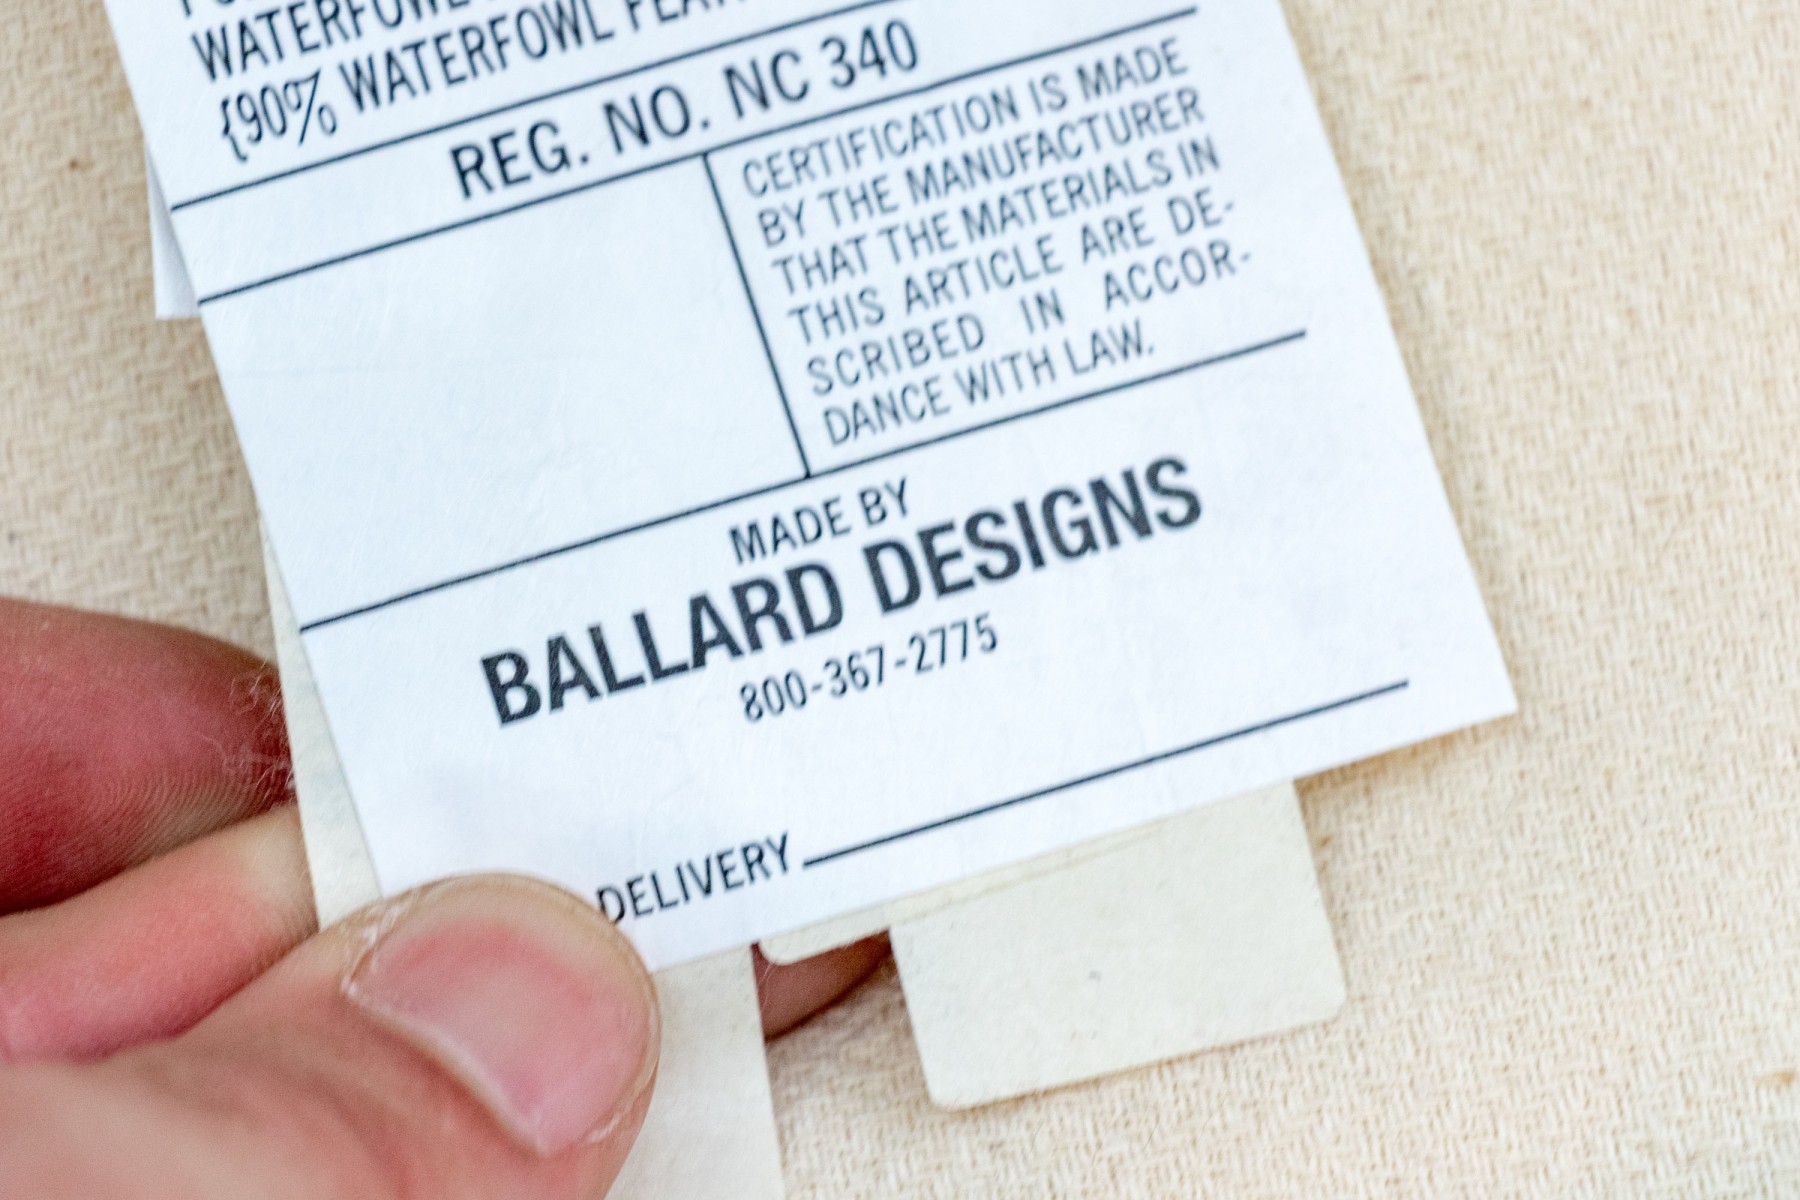 WATERFOWL
{90% WATERFOWL
REG. NO. NC 340
CERTIFICATION IS MADE
BY THE MANUFACTURER
THAT THE MATERIALS IN
THIS ARTICLE ARE DE-
SCRIBED IN ACCOR-
DANCE WITH LAW.
MADE BY
BALLARD DESIGNS
800-367-2775
DELIVERY